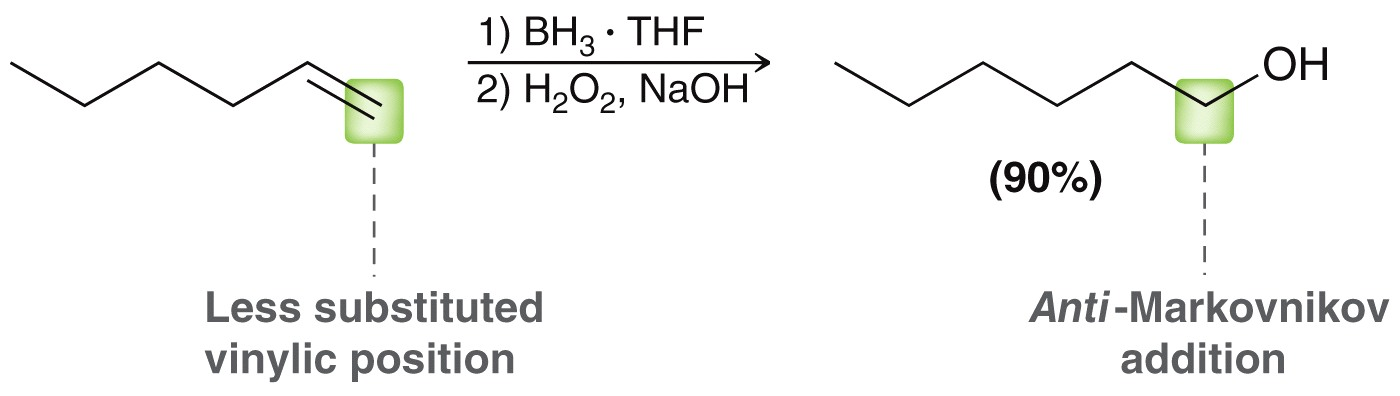 1) BH₃ · THF
2) H₂O₂, NaOH
OH
(90%)
Less substituted
vinylic position
Anti-Markovnikov
addition